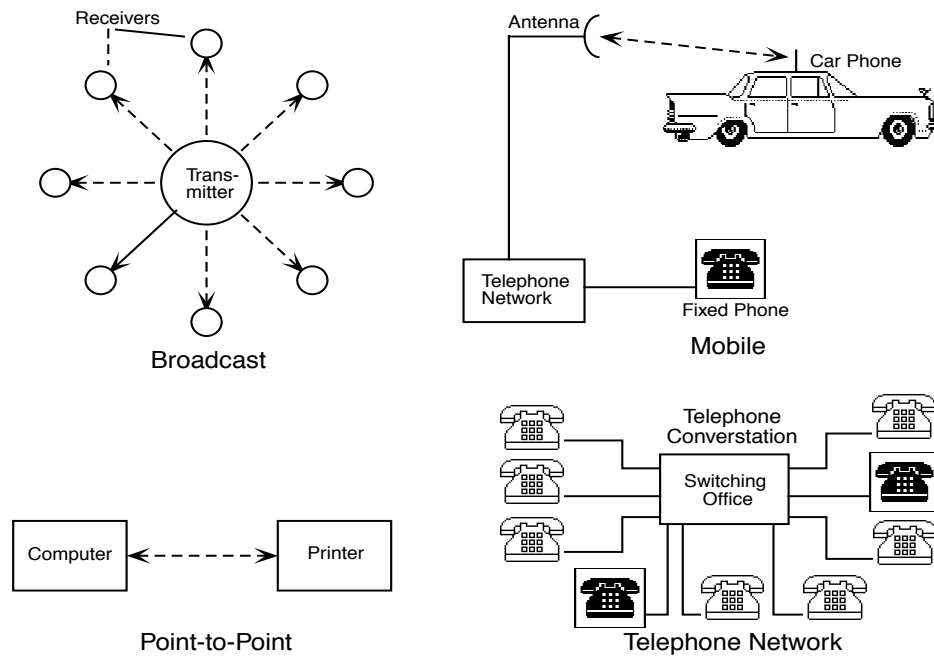 Receivers
Trans-
mitter
Broadcast
Antenna
Car Phone
Telephone
Network
Fixed Phone
Mobile
Computer
Printer
Point-to-Point
Telephone
Converstation
Switching
Office
Telephone Network